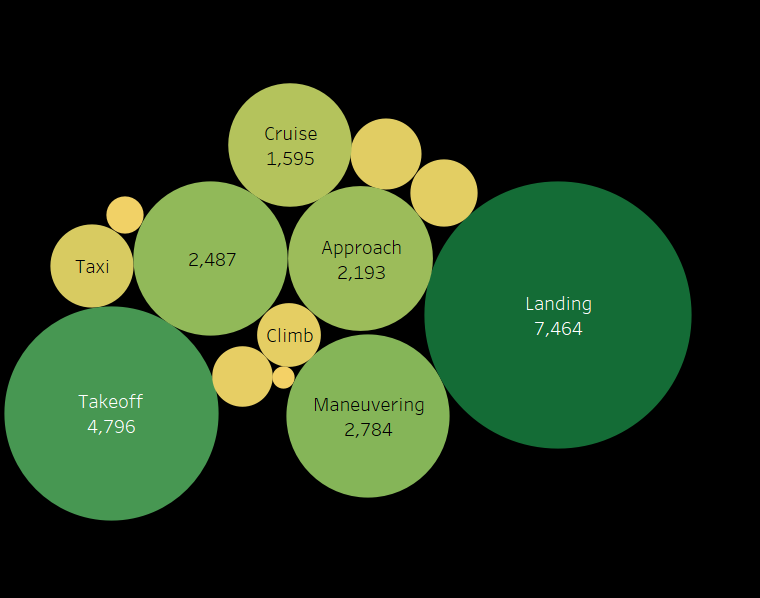 Cruise
1,595
Approach
2,193
2,487
Taxi
Landing
7,464
Climb
Takeoff
4,796
Maneuvering
2,784